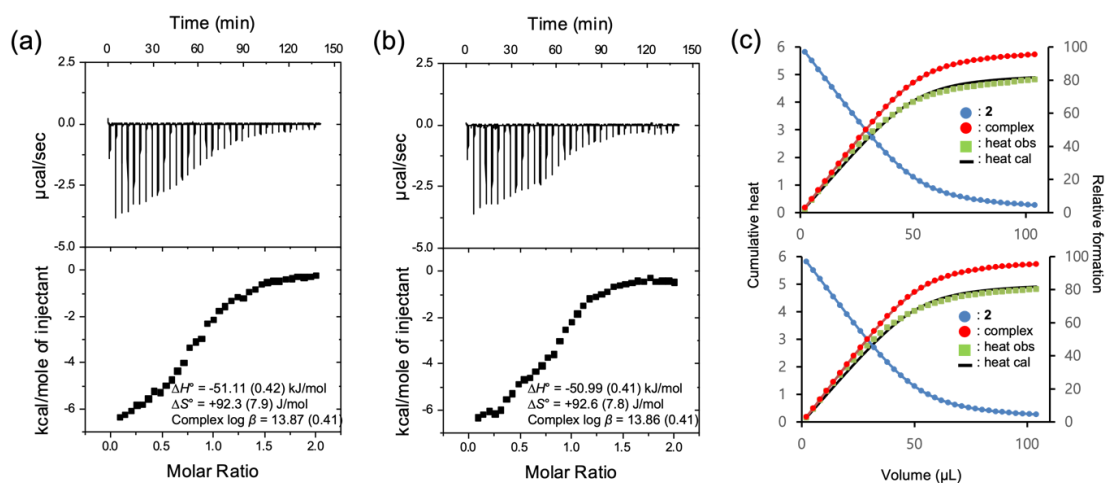 (a)
Time (min)
0 30 60 90 120 150
2.5
0.0
-2.5
-5.0
µcal/sec
0
-2
-4
-6
kcal/mole of injectant
ΔH° = -51.11 (0.42) kJ/mol
ΔS° = +92.3 (7.9) J/mol
Complex log β = 13.87 (0.41)
0.0 0.5 1.0 1.5 2.0
Molar Ratio
(b)
Time (min)
0 30 60 90 120 150
2.5
0.0
-2.5
-5.0
µcal/sec
0
-2
-4
-6
kcal/mole of injectant
ΔH° = -50.99 (0.41) kJ/mol
ΔS° = +92.6 (7.8) J/mol
Complex log β = 13.86 (0.41)
0.0 0.5 1.0 1.5 2.0
Molar Ratio
(c)
6
5
4
3
2
1
0
100
80
60
40
20
0
: 2
: complex
: heat obs
: heat cal
0 50 100
Cumulative heat
Relative formation
6
5
4
3
2
1
0
100
80
60
40
20
0
: 2
: complex
: heat obs
: heat cal
0 50 100
Volume (µL)